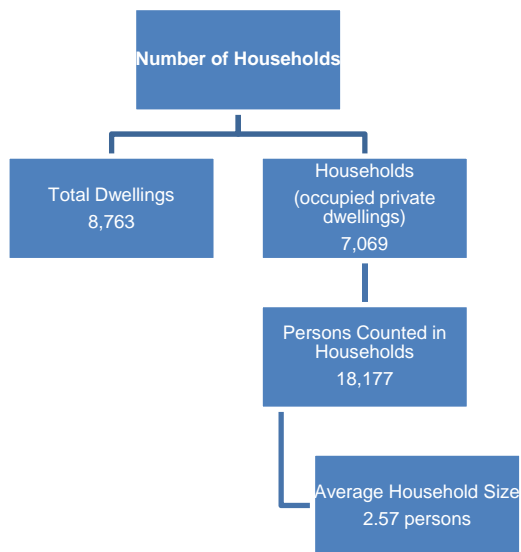 Number of Households
Total Dwellings
8,763
Households
(occupied private
dwellings)
7,069
Persons Counted in
Households
18,177
Average Household Size
2.57 persons